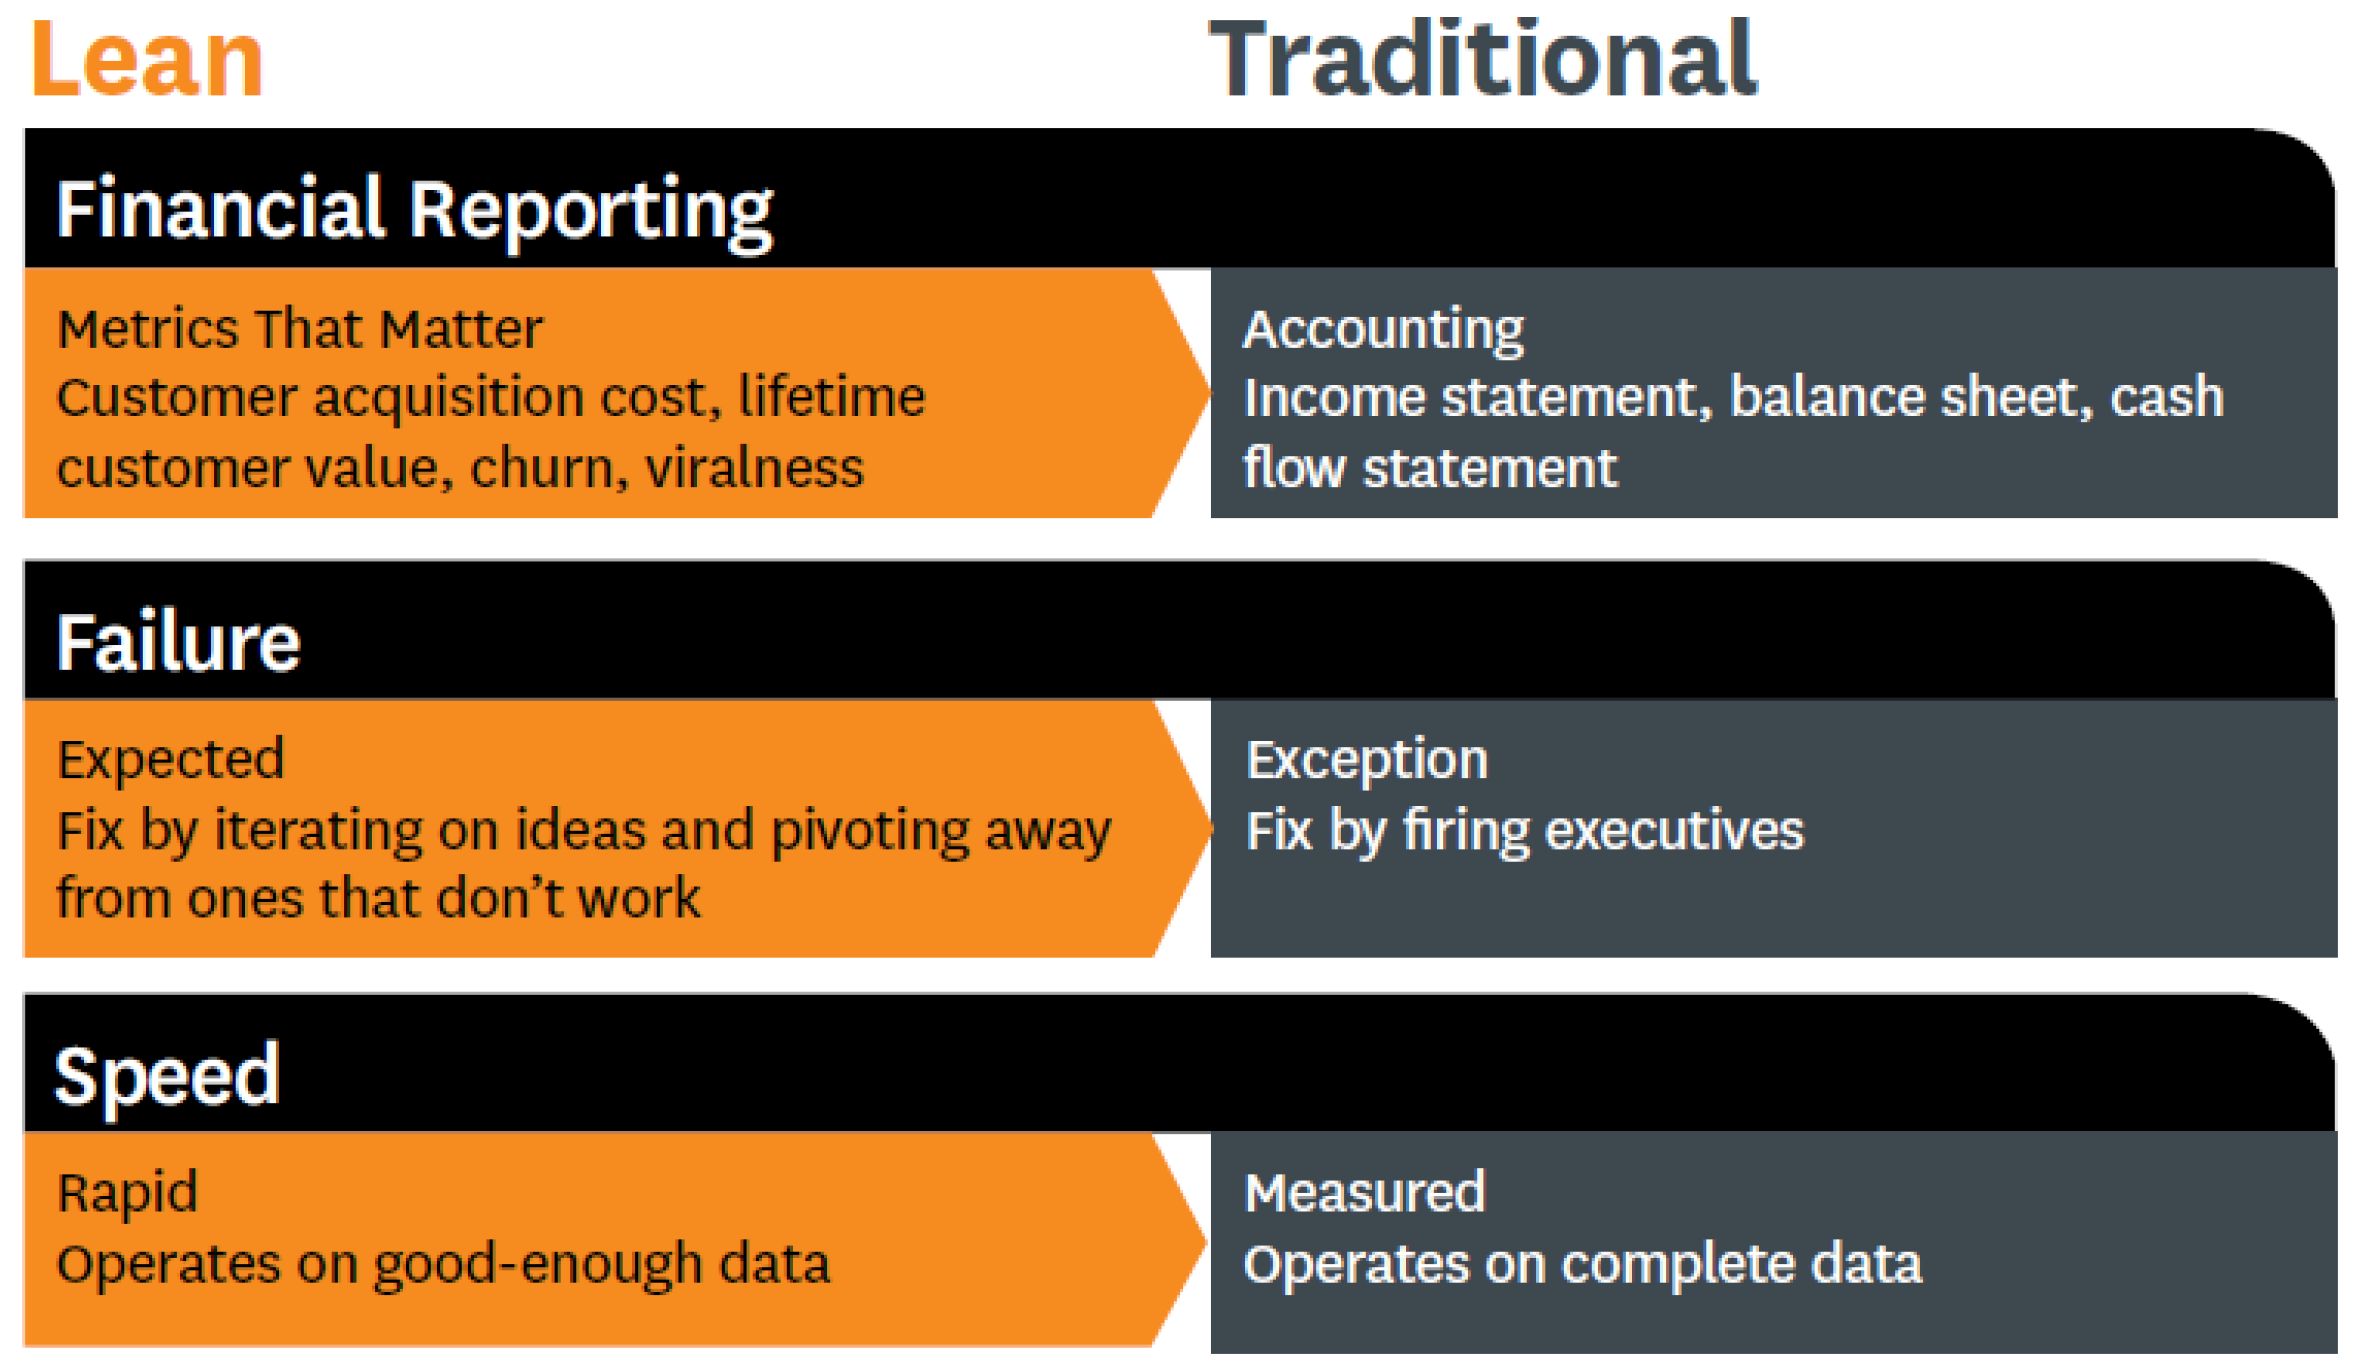 Lean
Traditional
Financial Reporting
Metrics That Matter
Customer acquisition cost, lifetime
customer value, churn, viralness
Accounting
Income statement, balance sheet, cash
flow statement
Failure
Expected
Fix by iterating on ideas and pivoting away
from ones that don’t work
Exception
Fix by firing executives
Speed
Rapid
Operates on good-enough data
Measured
Operates on complete data